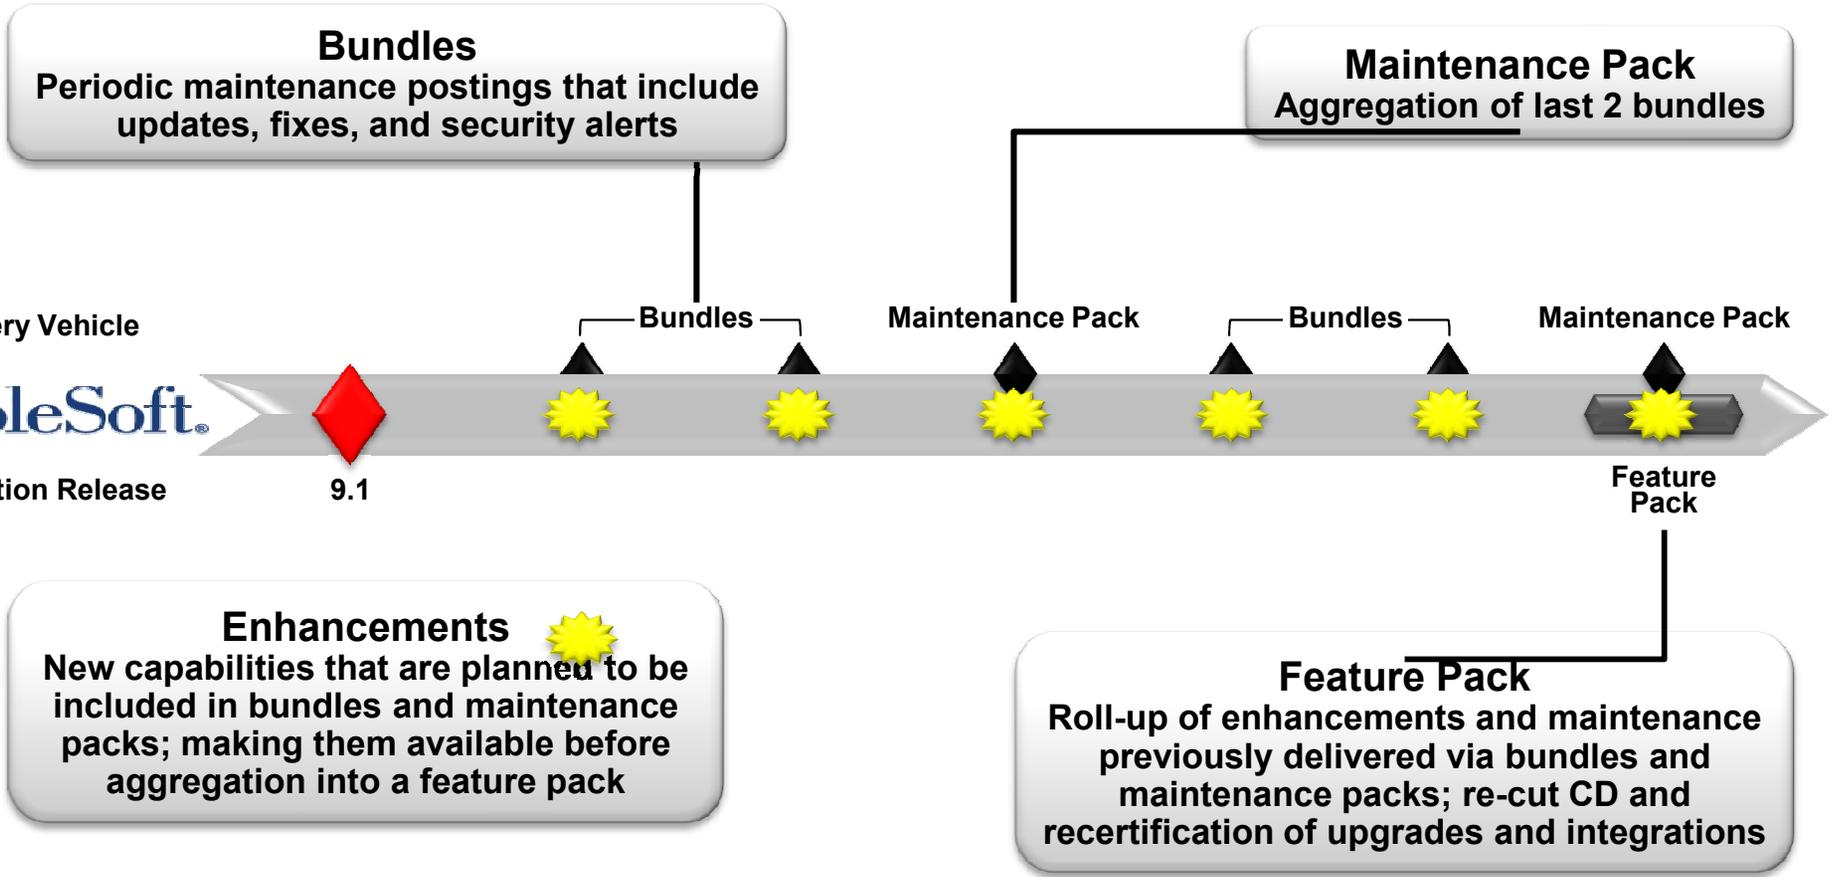 Bundles
Periodic maintenance postings that include
updates, fixes, and security alerts
Maintenance Pack
Aggregation of last 2 bundles
ery Vehicle
Bundles
Maintenance Pack
Bundles
Maintenance Pack
leSoft®
tion Release
9.1
Feature
Pack
Enhancements
New capabilities that are planned to be
included in bundles and maintenance
packs; making them available before
aggregation into a feature pack
Feature Pack
Roll-up of enhancements and maintenance
previously delivered via bundles and
maintenance packs; re-cut CD and
recertification of upgrades and integrations